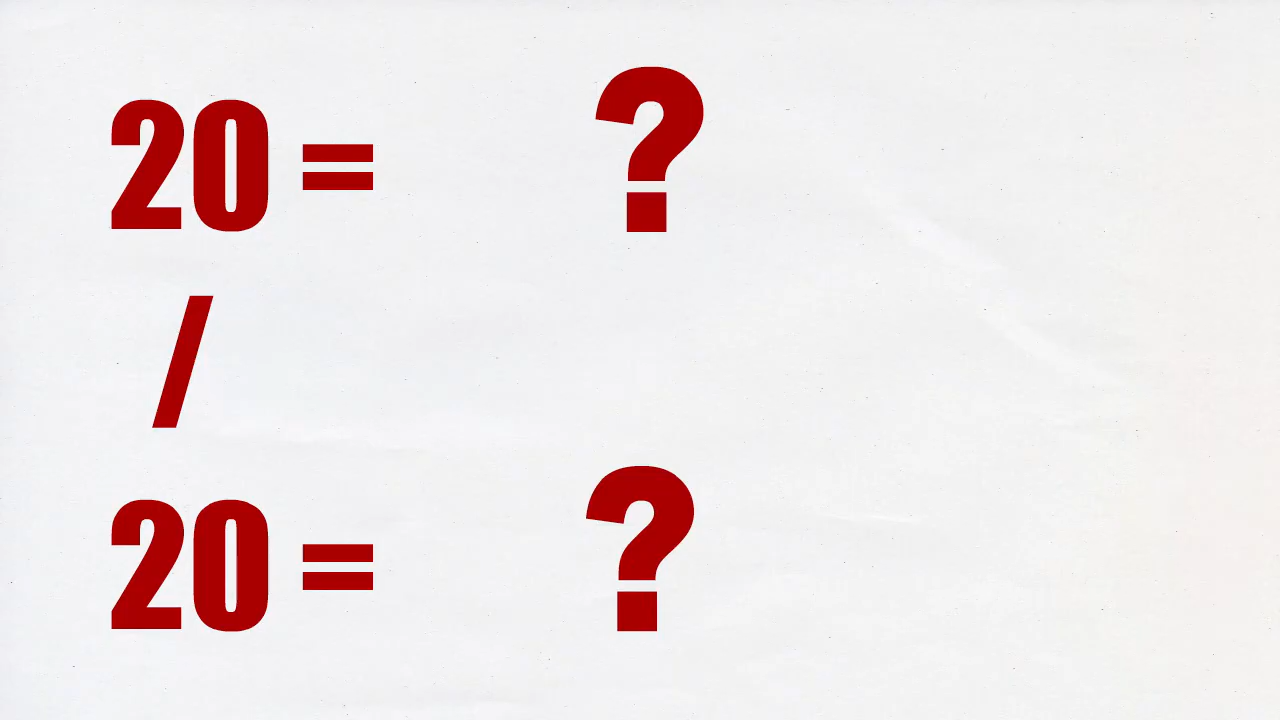 20 = ?
/
20 = ?